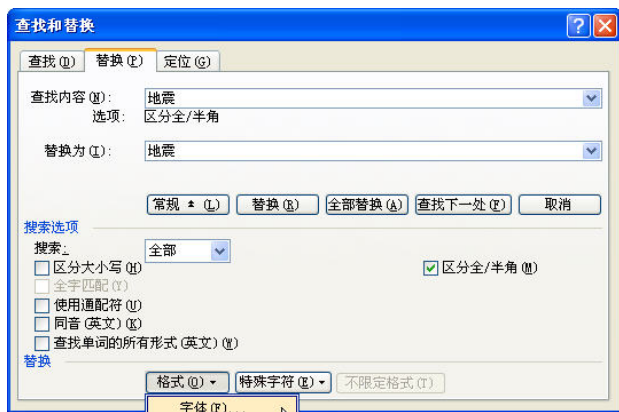 查找和替换
查找(D) 替换(P) 定位(G)
查找内容(N): 地震
选项: 区分全/半角
替换为(I): 地震
常规 ± (L) 替换(R) 全部替换(A) 查找下一处(F) 取消
搜索选项
搜索: 全部
区分大小写(H) 区分全/半角(M)
全字匹配(Y)
使用通配符(U)
同音(英文)(K)
查找单词的所有形式(英文)(W)
替换
格式(O) 特殊字符(E) 不限定格式(T)
字体(F)...